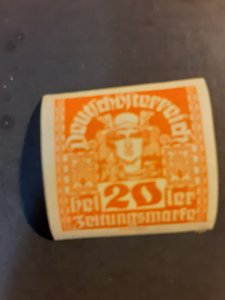 Deutschösterreich
hel 20 ler
Zeitungsmarke